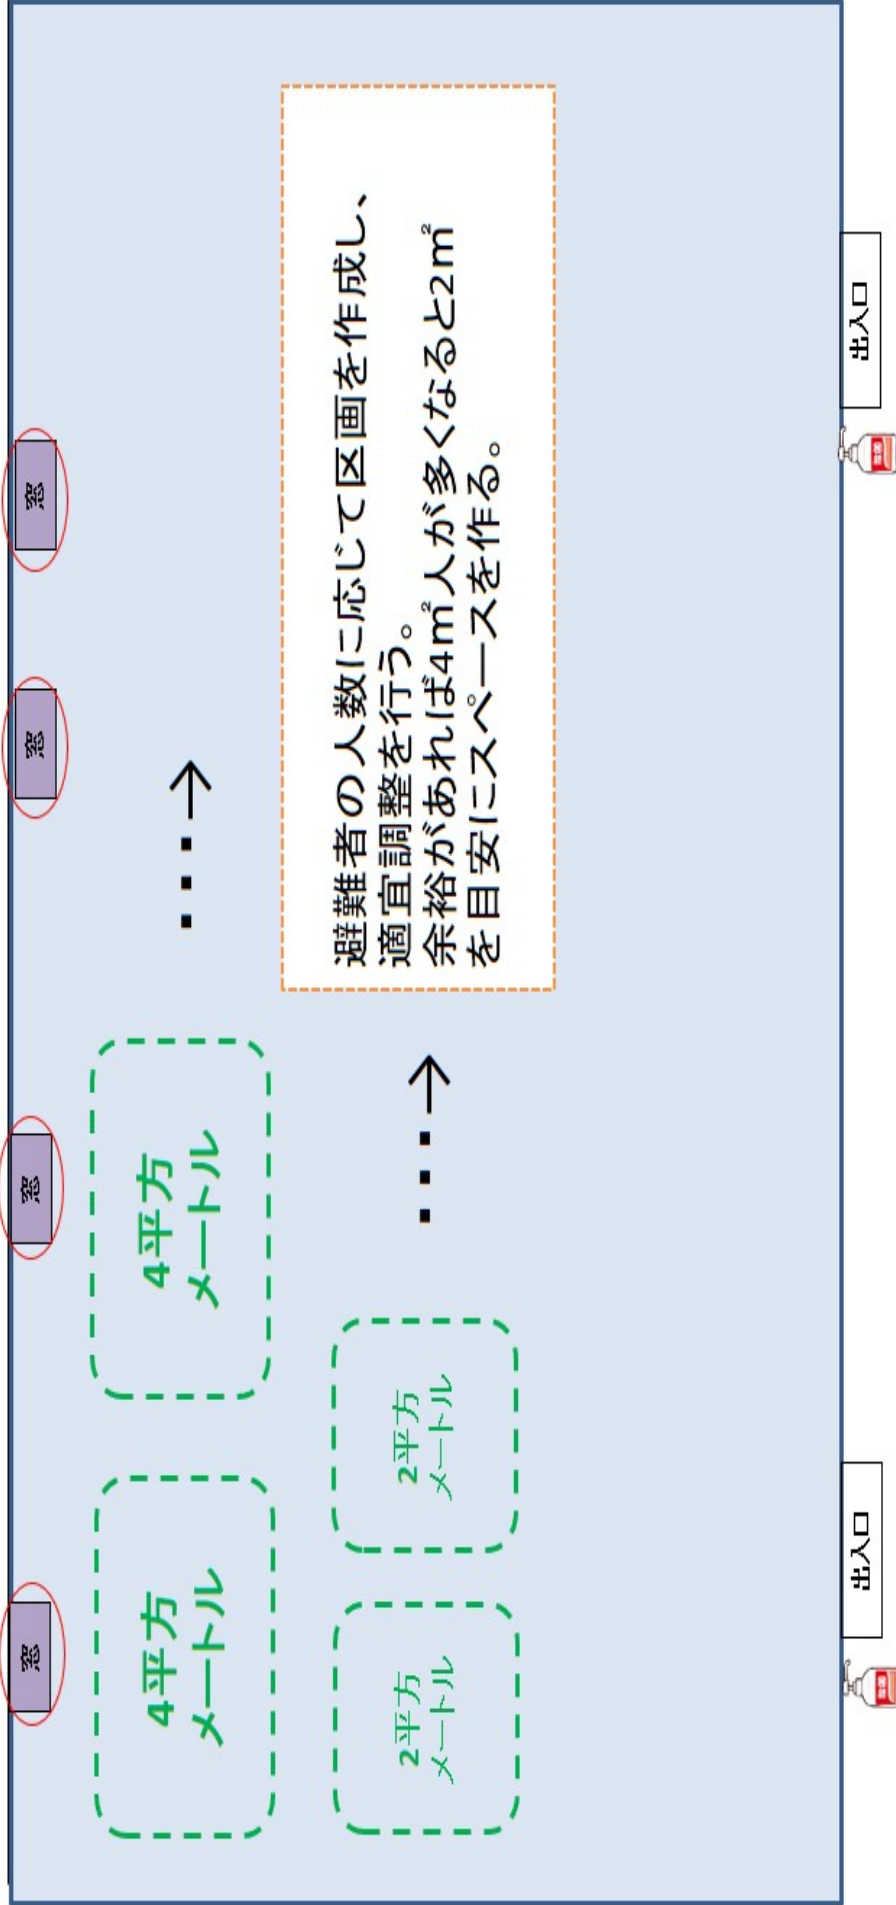 窓
窓
窓
窓
4平方
メートル
4平方
メートル
避難者の人数に応じて区画を作成し、
適宜調整を行う。
余裕があれば4㎡人が多くなると2㎡
を目安にスペースを作る。
2平方
メートル
2平方
メートル
出入口
出入口